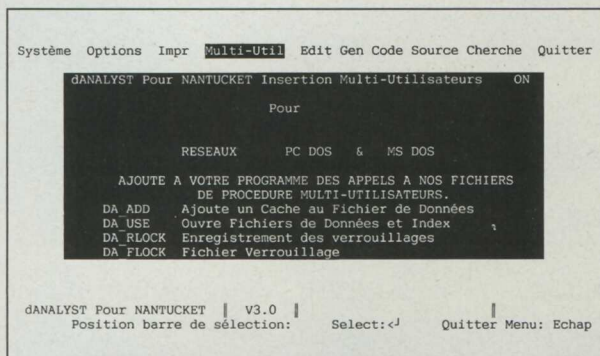 Système Options Impr Multi-Util Edit Gen Code Source Cherche Quitter
dANALYST Pour NANTUCKET Insertion Multi-Utilisateurs ON
Pour
RESEAUX PC DOS & MS DOS
AJOUTE A VOTRE PROGRAMME DES APPELS A NOS FICHIERS
DE PROCEDURE MULTI-UTILISATEURS.
DA_ADD Ajoute un Cache au Fichier de Données
DA_USE Ouvre Fichiers de Données et Index
DA_RLOCK Enregistrement des verrouillages
DA_FLOCK Fichier Verrouillage
dANALYST Pour NANTUCKET || V3.0 || ||
Position barre de sélection: Select:<┘ Quitter Menu: Echap